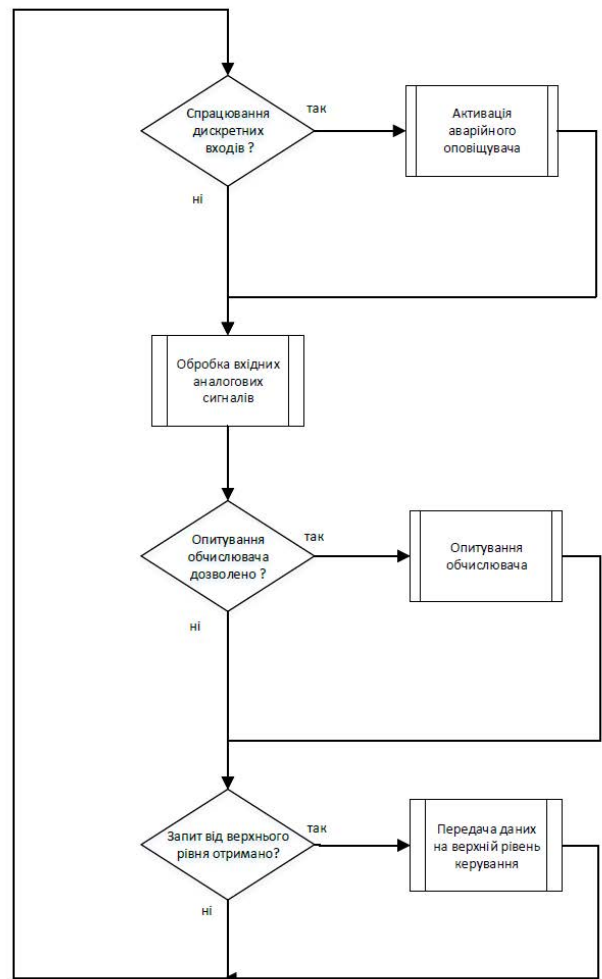 Спрацювання
дискретних
входів ?
так
Активація
аварійного
оповіщувача
ні
Обробка вхідних
аналогових
сигналів
Опитування
обчислювача
дозволено ?
так
Опитування
обчислювача
ні
Запит від верхнього
рівня отримано?
так
Передача даних
на верхній рівень
керування
ні